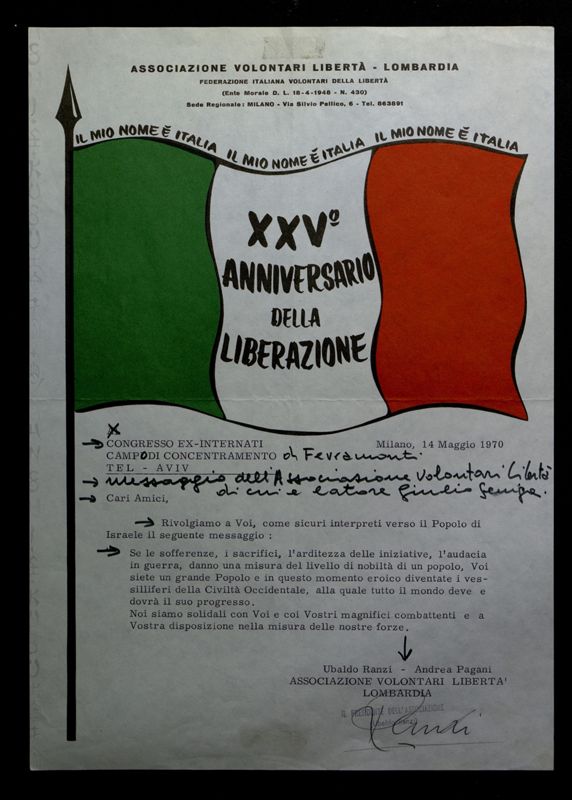 ASSOCIAZIONE VOLONTARI LIBERTÀ - LOMBARDIA
FEDERAZIONE ITALIANA VOLONTARI DELLA LIBERTÀ
(Ente Morale D. L. 18-4-1948 - N. 430)
Sede Regionale: MILANO - Via Silvio Pellico, 6 - Tel. 863891
IL MIO NOME È ITALIA IL MIO NOME È ITALIA IL MIO NOME È ITALIA
XXVº
ANNIVERSARIO
DELLA
LIBERAZIONE
X
CONGRESSO EX-INTERNATI Milano, 14 Maggio 1970
CAMPO DI CONCENTRAMENTO di Ferramonti
TEL - AVIV
messaggio dell'Associazione Volontari Libertà
di cui è latore Giulio
Cari Amici,
Rivolgiamo a Voi, come sicuri interpreti verso il Popolo di
Israele il seguente messaggio :
Se le sofferenze, i sacrifici, l'arditezza delle iniziative, l'audacia
in guerra, danno una misura del livello di nobiltà di un popolo, Voi
siete un grande Popolo e in questo momento eroico diventate i ves-
silliferi della Civiltà Occidentale, alla quale tutto il mondo deve e
dovrà il suo progresso.
Noi siamo solidali con Voi e coi Vostri magnifici combattenti e a
Vostra disposizione nella misura delle nostre forze.
Ubaldo Ranzi - Andrea Pagani
ASSOCIAZIONE VOLONTARI LIBERTA'
LOMBARDIA
IL PRESIDENTE DELL'ASSOCIAZIONE